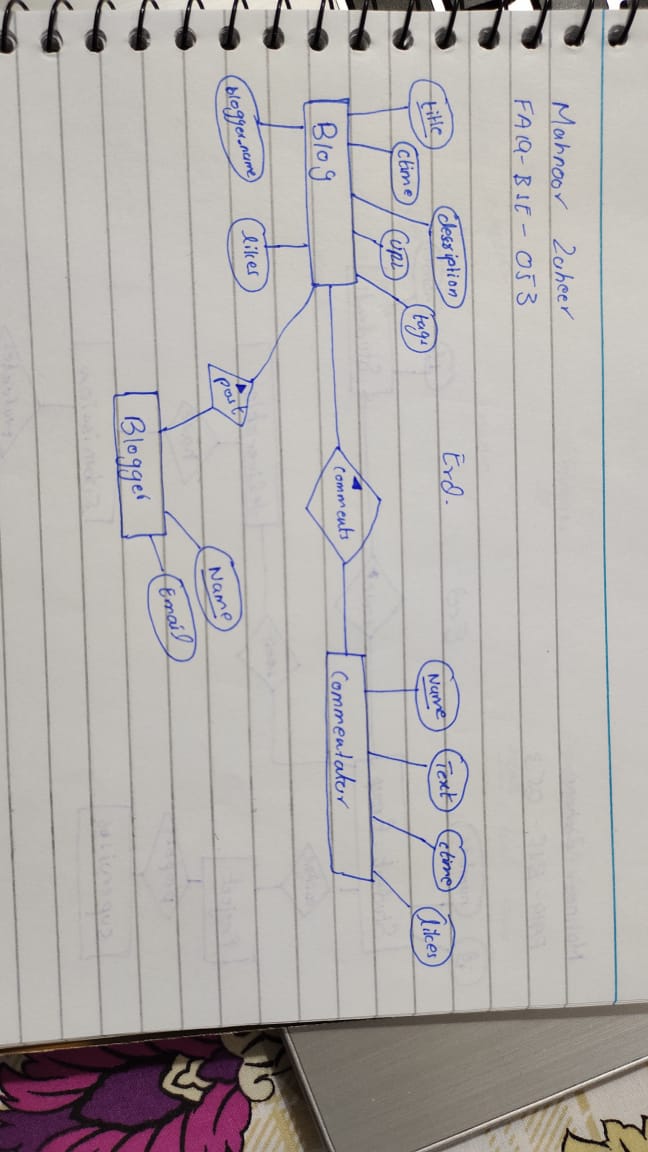 Mahnoor Zaheer
FA19-BSE-053
Erd.
title
ctime
description
URL
tags
Blog
blogger_name
likes
post
Blogger
Name
Email
comments
Commentator
Name
Text
ctime
likes